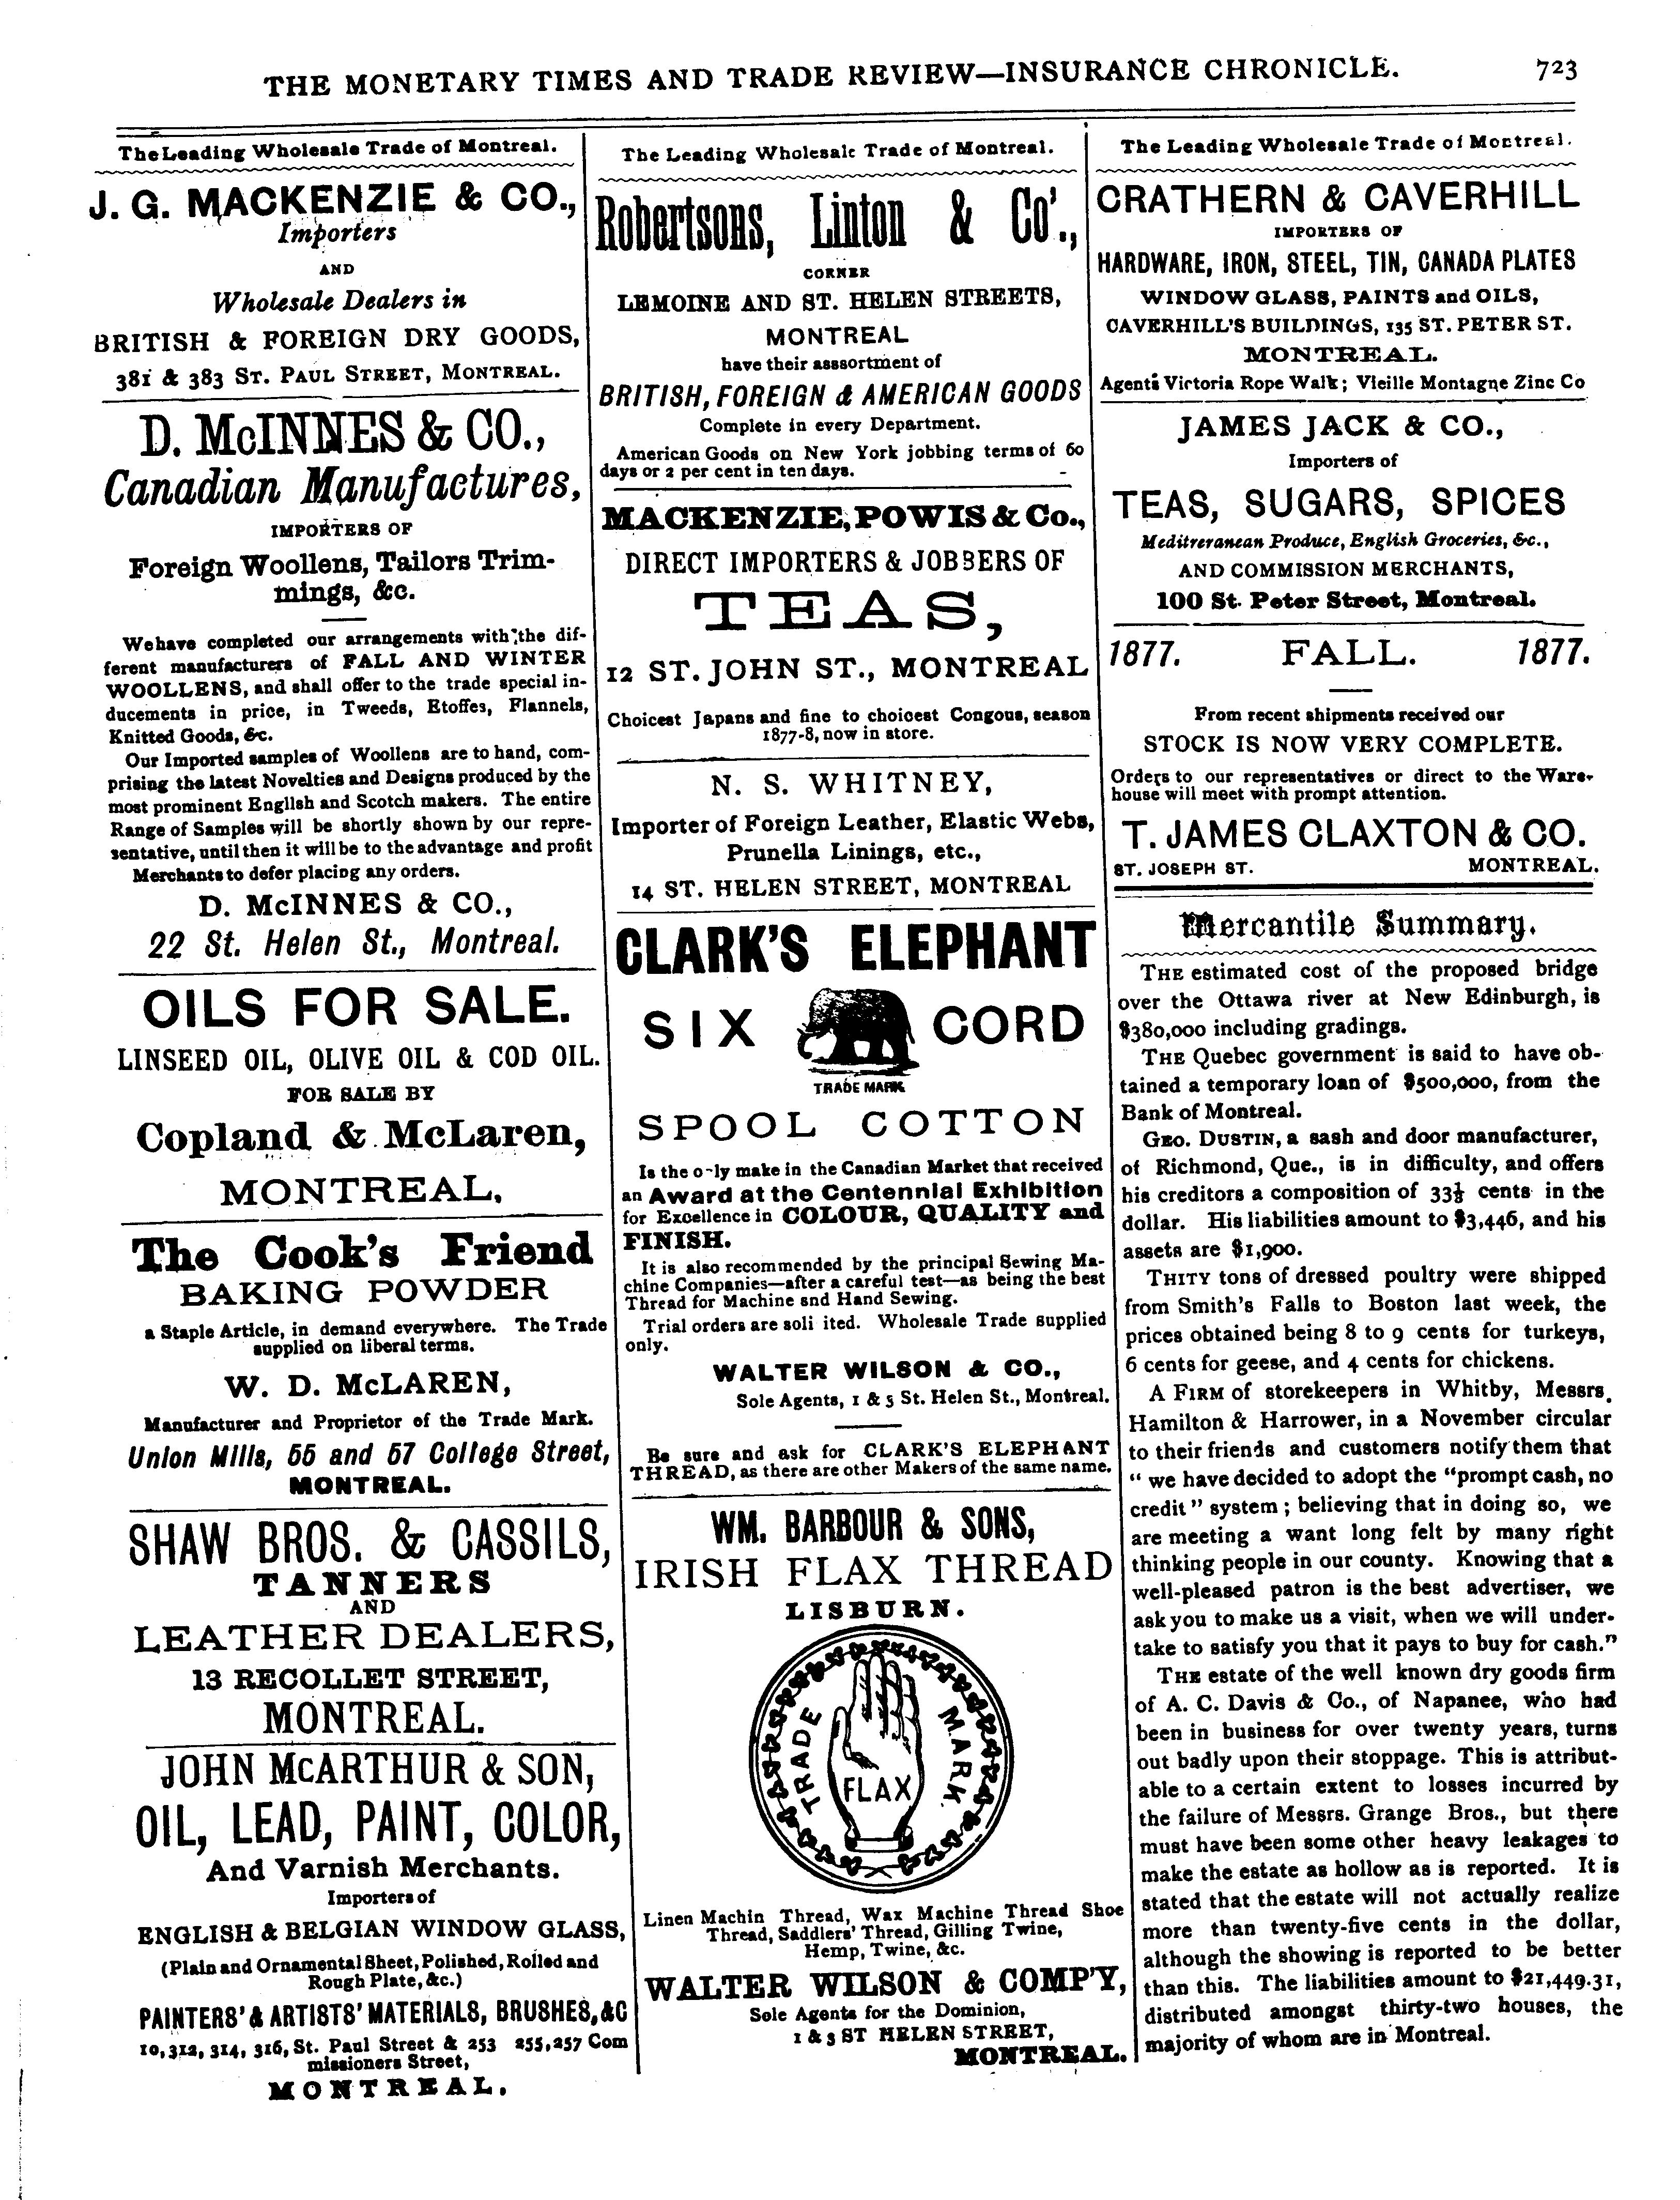 THE MONETARY TIMES AND TRADE REVIEW—INSURANCE CHRONICLE. 723
The Leading Wholesale Trade of Montreal.
J. G. MACKENZIE & CO.,
Importers
AND
Wholesale Dealers in
BRITISH & FOREIGN DRY GOODS,
381 & 383 ST. PAUL STREET, MONTREAL.
D. McINNES & CO.,
Canadian Manufactures,
IMPORTERS OF
Foreign Woollens, Tailors Trim-
mings, &c.
We have completed our arrangements with the dif-
ferent manufacturers of FALL AND WINTER
WOOLLENS, and shall offer to the trade special in-
ducements in price, in Tweeds, Etoffes, Flannels,
Knitted Goods, &c.
Our Imported samples of Woollens are to hand, com-
prising the latest Novelties and Designs produced by the
most prominent English and Scotch makers. The entire
Range of Samples will be shortly shown by our repre-
sentative, until then it will be to the advantage and profit
Merchants to defer placing any orders.
D. McINNES & CO.,
22 St. Helen St., Montreal.
OILS FOR SALE.
LINSEED OIL, OLIVE OIL & COD OIL.
FOR SALE BY
Copland & McLaren,
MONTREAL.
The Cook's Friend
BAKING POWDER
a Staple Article, in demand everywhere. The Trade
supplied on liberal terms.
W. D. McLAREN,
Manufacturer and Proprietor of the Trade Mark.
Union Mills, 55 and 57 College Street,
MONTREAL.
SHAW BROS. & CASSILS,
TANNERS
AND
LEATHER DEALERS,
13 RECOLLET STREET,
MONTREAL.
JOHN McARTHUR & SON,
OIL, LEAD, PAINT, COLOR,
And Varnish Merchants.
Importers of
ENGLISH & BELGIAN WINDOW GLASS,
(Plain and Ornamental Sheet, Polished, Rolled and
Rough Plate, &c.)
PAINTERS' & ARTISTS' MATERIALS, BRUSHES, &C
10, 312, 314, 316, St. Paul Street & 253 255, 257 Com
missioners Street,
MONTREAL.
The Leading Wholesale Trade of Montreal.
Robertsons, Linton & Co'.,
CORNER
LEMOINE AND ST. HELEN STREETS,
MONTREAL
have their asssortment of
BRITISH, FOREIGN & AMERICAN GOODS
Complete in every Department.
American Goods on New York jobbing terms of 60
days or 2 per cent in ten days.
MACKENZIE, POWIS & Co.,
DIRECT IMPORTERS & JOBBERS OF
TEAS,
12 ST. JOHN ST., MONTREAL
Choicest Japans and fine to choicest Congous, season
1877-8, now in store.
N. S. WHITNEY,
Importer of Foreign Leather, Elastic Webs,
Prunella Linings, etc.,
14 ST. HELEN STREET, MONTREAL
CLARK'S ELEPHANT
SIX CORD
TRADE MARK
SPOOL COTTON
Is the o-ly make in the Canadian Market that received
an Award at the Centennial Exhibition
for Excellence in COLOUR, QUALITY and
FINISH.
It is also recommended by the principal Sewing Ma-
chine Companies—after a careful test—as being the best
Thread for Machine snd Hand Sewing.
Trial orders are soli ited. Wholesale Trade supplied
only.
WALTER WILSON & CO.,
Sole Agents, 1 & 3 St. Helen St., Montreal.
Be sure and ask for CLARK'S ELEPHANT
THREAD, as there are other Makers of the same name.
WM. BARBOUR & SONS,
IRISH FLAX THREAD
LISBURN.
TRADE MARK.
FLAX
Linen Machin Thread, Wax Machine Thread Shoe
Thread, Saddlers' Thread, Gilling Twine,
Hemp, Twine, &c.
WALTER WILSON & COMP'Y,
Sole Agents for the Dominion,
1 & 3 ST HELEN STREET,
MONTREAL.
The Leading Wholesale Trade of Montreal.
CRATHERN & CAVERHILL
IMPORTERS OF
HARDWARE, IRON, STEEL, TIN, CANADA PLATES
WINDOW GLASS, PAINTS and OILS,
CAVERHILL'S BUILDINGS, 135 ST. PETER ST.
MONTREAL.
Agents Victoria Rope Walk; Vieille Montagne Zinc Co
JAMES JACK & CO.,
Importers of
TEAS, SUGARS, SPICES
Meditreranean Produce, English Groceries, &c.,
AND COMMISSION MERCHANTS,
100 St. Peter Street, Montreal.
1877. FALL. 1877.
From recent shipments received our
STOCK IS NOW VERY COMPLETE.
Orders to our representatives or direct to the Ware-
house will meet with prompt attention.
T. JAMES CLAXTON & CO.
ST. JOSEPH ST. MONTREAL.
Mercantile Summary.
THE estimated cost of the proposed bridge
over the Ottawa river at New Edinburgh, is
$380,000 including gradings.
THE Quebec government is said to have ob-
tained a temporary loan of $500,000, from the
Bank of Montreal.
GEO. DUSTIN, a sash and door manufacturer,
of Richmond, Que., is in difficulty, and offers
his creditors a composition of 33⅓ cents in the
dollar. His liabilities amount to $3,446, and his
assets are $1,900.
THITY tons of dressed poultry were shipped
from Smith's Falls to Boston last week, the
prices obtained being 8 to 9 cents for turkeys,
6 cents for geese, and 4 cents for chickens.
A FIRM of storekeepers in Whitby, Messrs.
Hamilton & Harrower, in a November circular
to their friends and customers notify them that
"we have decided to adopt the "prompt cash, no
credit" system; believing that in doing so, we
are meeting a want long felt by many right
thinking people in our county. Knowing that a
well-pleased patron is the best advertiser, we
ask you to make us a visit, when we will under-
take to satisfy you that it pays to buy for cash."
THE estate of the well known dry goods firm
of A. C. Davis & Co., of Napanee, who had
been in business for over twenty years, turns
out badly upon their stoppage. This is attribut-
able to a certain extent to losses incurred by
the failure of Messrs. Grange Bros., but there
must have been some other heavy leakages to
make the estate as hollow as is reported. It is
stated that the estate will not actually realize
more than twenty-five cents in the dollar,
although the showing is reported to be better
than this. The liabilities amount to $21,449.31,
distributed amongst thirty-two houses, the
majority of whom are in Montreal.